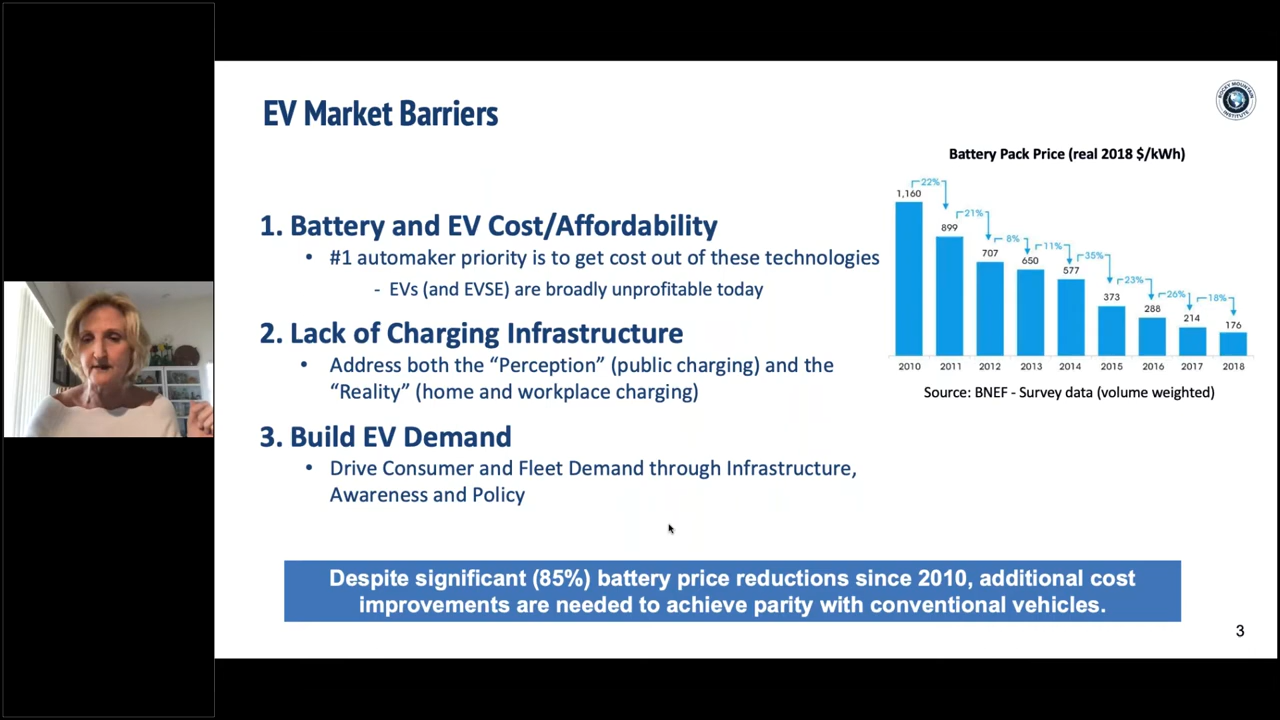 EV Market Barriers
ROCKY MOUNTAIN
INSTITUTE
Battery Pack Price (real 2018 $/kWh)
1. Battery and EV Cost/Affordability
• #1 automaker priority is to get cost out of these technologies
- EVs (and EVSE) are broadly unprofitable today
2. Lack of Charging Infrastructure
• Address both the “Perception” (public charging) and the
“Reality” (home and workplace charging)
3. Build EV Demand
• Drive Consumer and Fleet Demand through Infrastructure,
Awareness and Policy
22% 21% 8% 11% 35% 23% 26% 18%
1,160 899 707 650 577 373 288 214 176
2010 2011 2012 2013 2014 2015 2016 2017 2018
Source: BNEF - Survey data (volume weighted)
Despite significant (85%) battery price reductions since 2010, additional cost
improvements are needed to achieve parity with conventional vehicles.
3